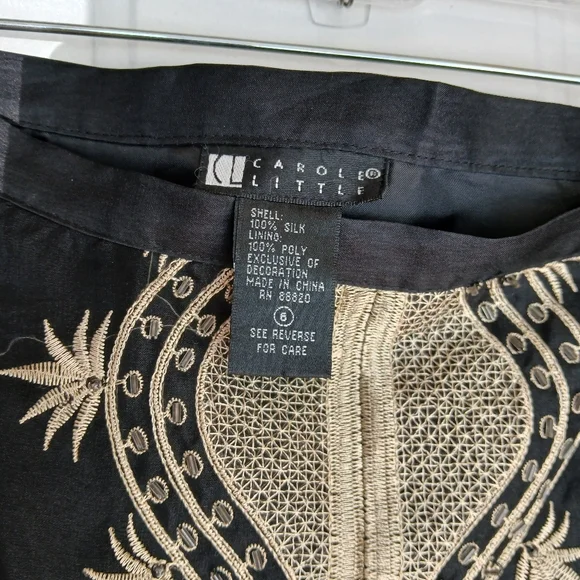 CL CAROLE®
LITTLE
SHELL:
100% SILK
LINING:
100% POLY
EXCLUSIVE OF
DECORATION
MADE IN CHINA
RN 86820
6
SEE REVERSE
FOR CARE